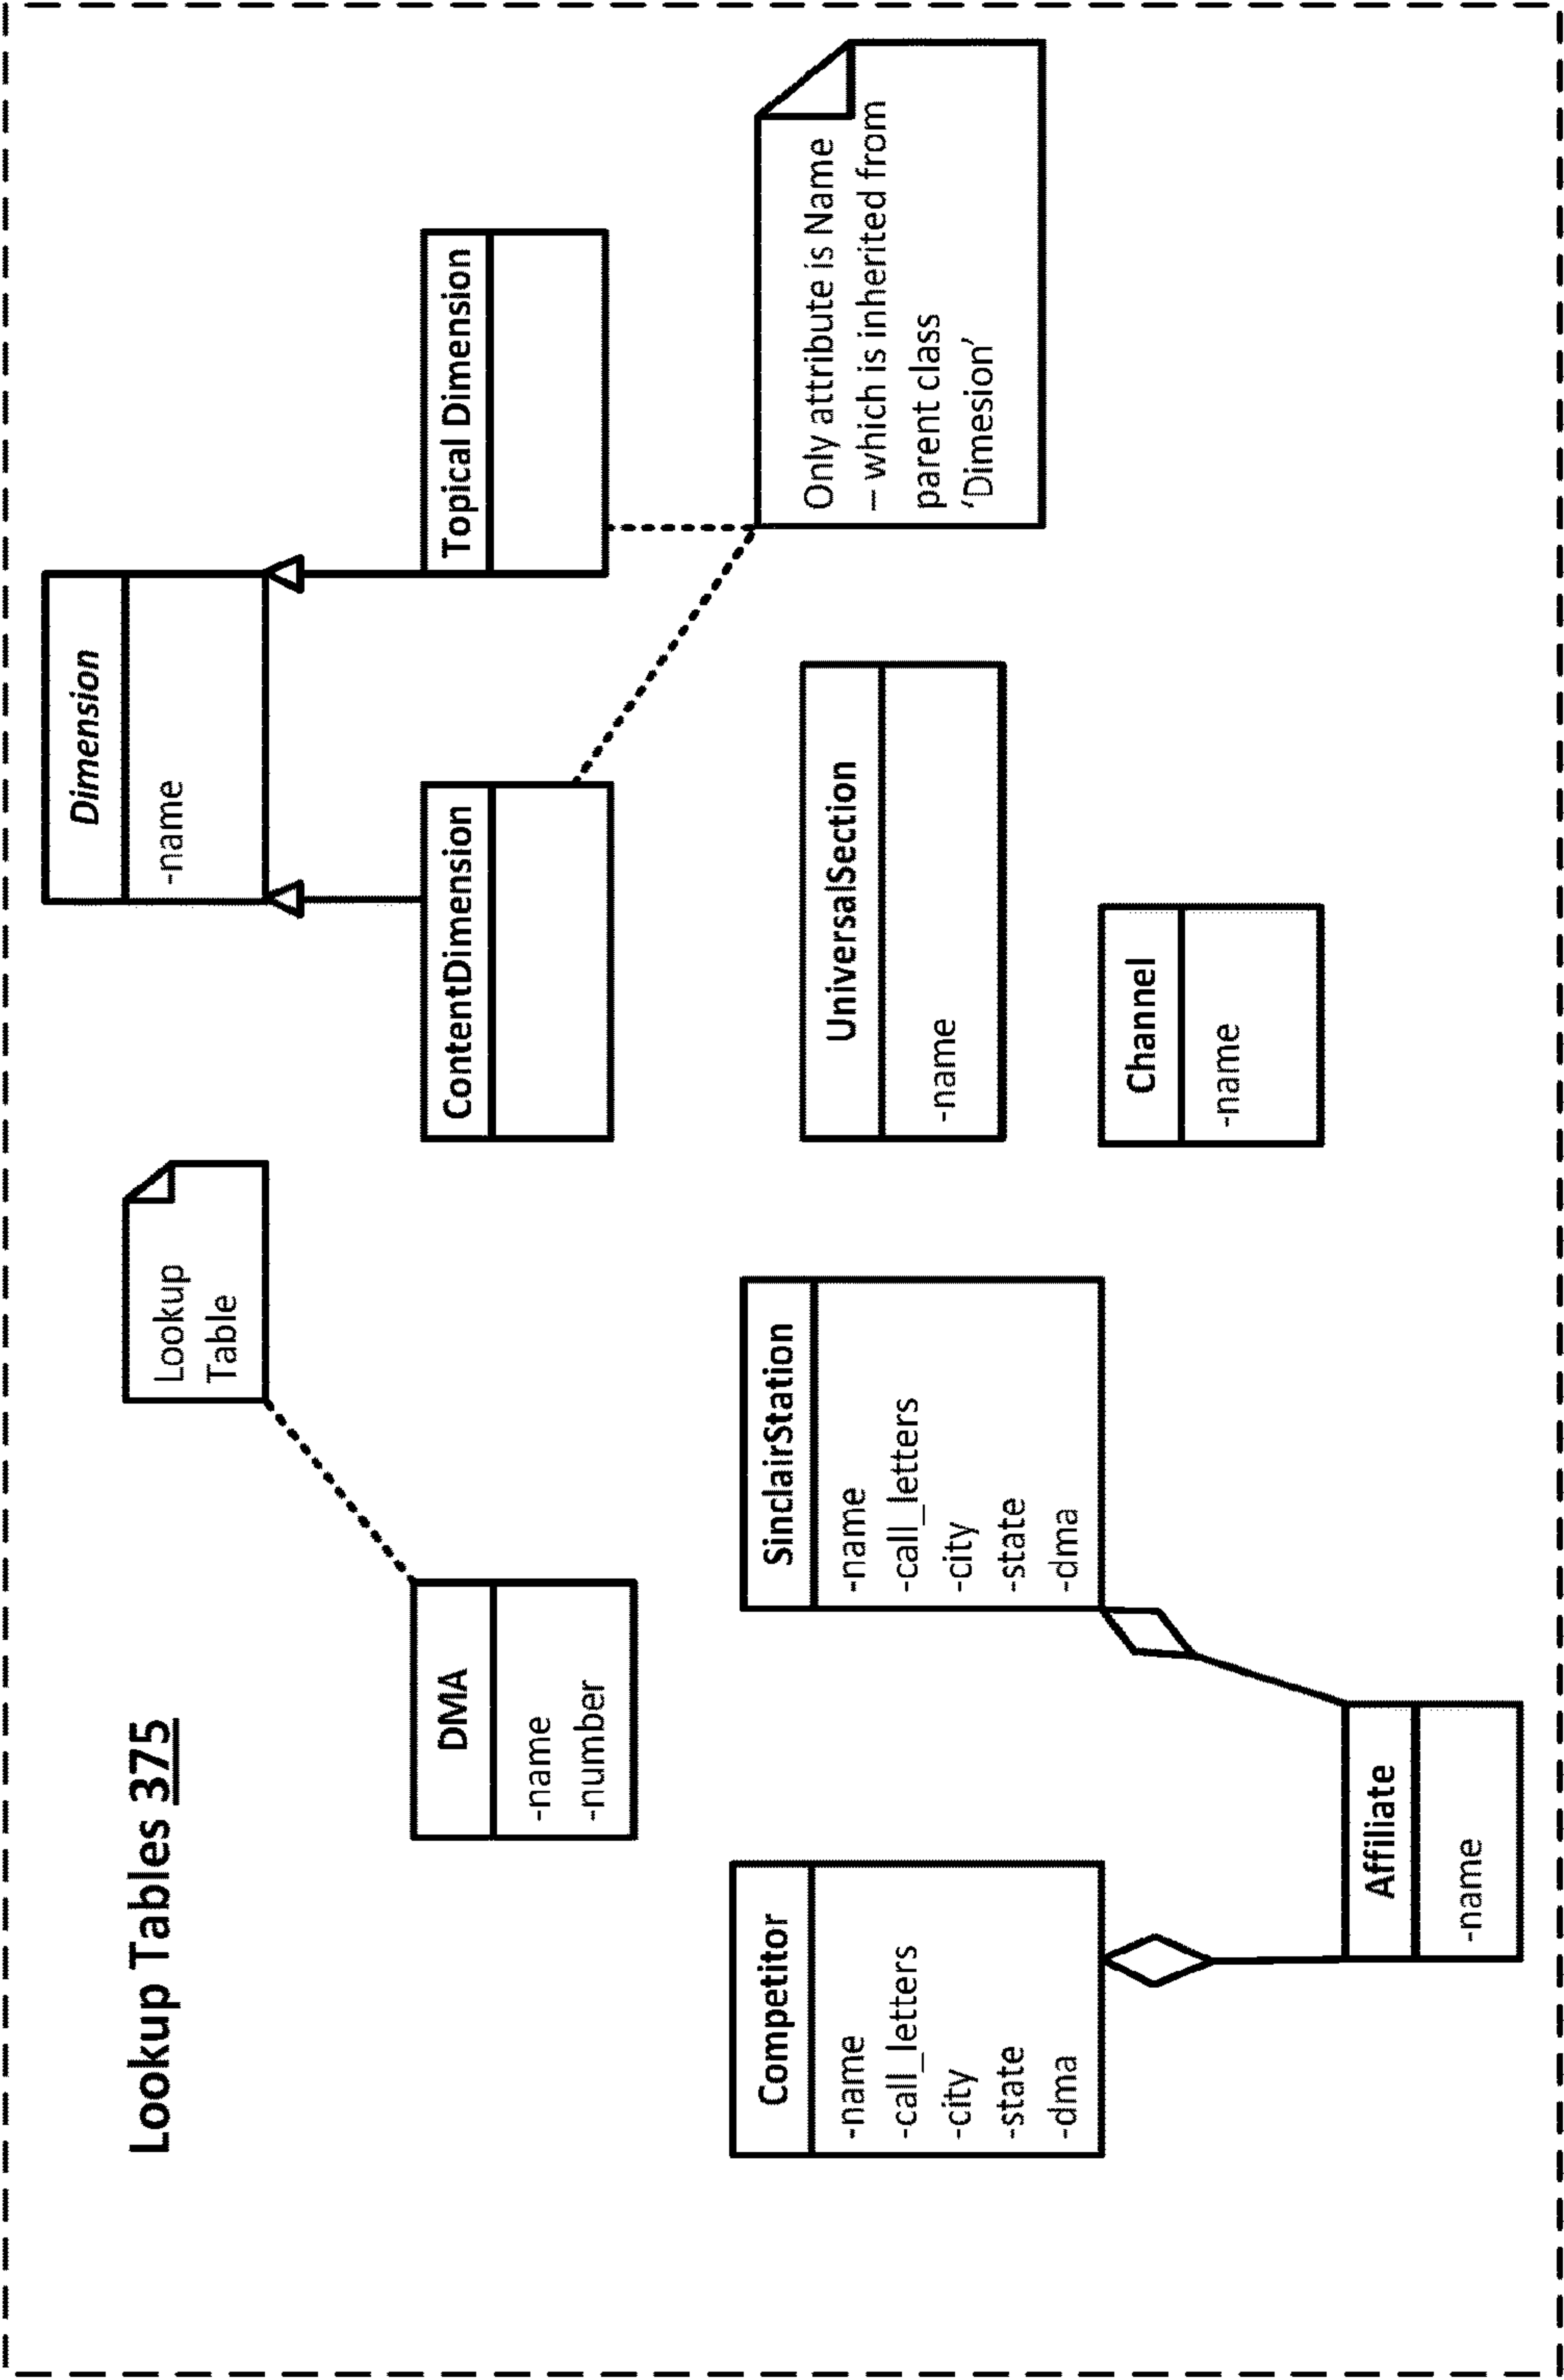 Lookup Tables 375
Lookup
Table
Dimension
-name
DMA
-name
-number
ContentDimension
Topical Dimension
Competitor
-name
-call_letters
-city
-state
-dma
SinclairStation
-name
-call_letters
-city
-state
-dma
UniversalSection
-name
Only attribute is Name
– which is inherited from
parent class
‘Dimesion’
Channel
-name
Affiliate
-name